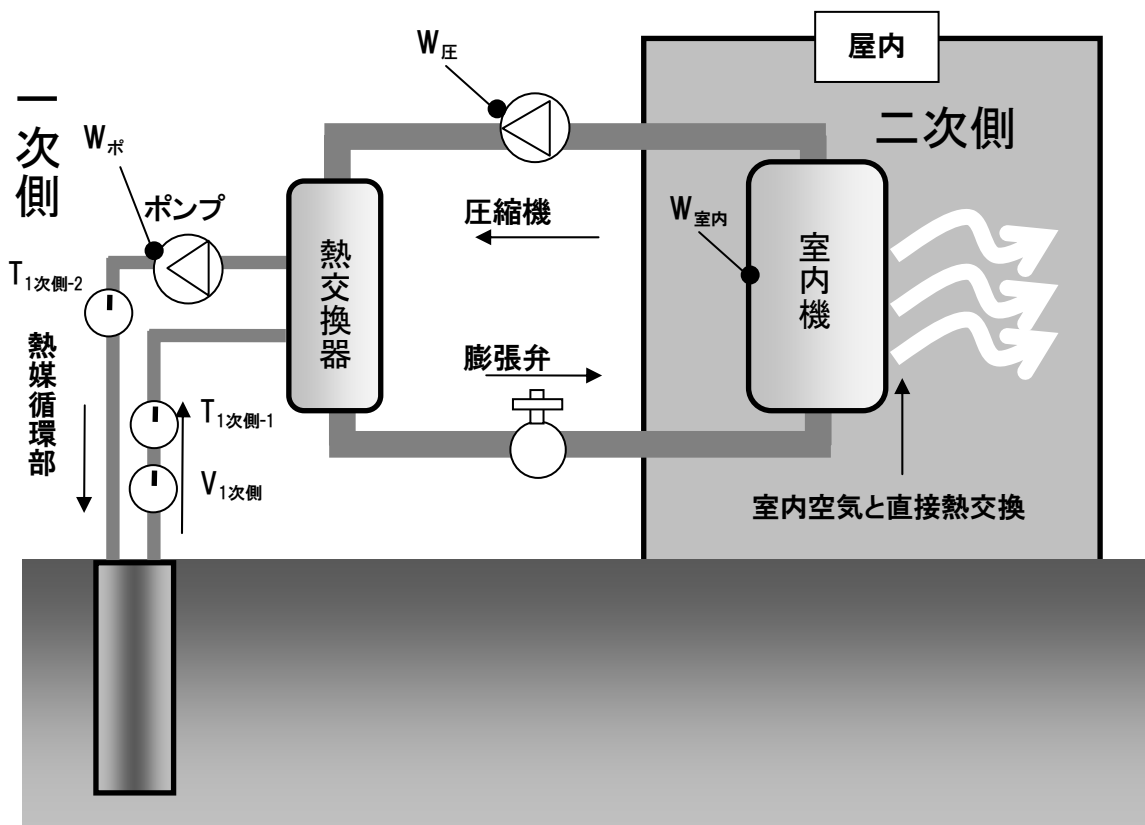 屋内
W圧
二次側
一次側
Wポ
ポンプ
圧縮機
W室内
熱交換器
室内機
T1次側-2
熱媒循環部
膨張弁
T1次側-1
V1次側
室内空気と直接熱交換